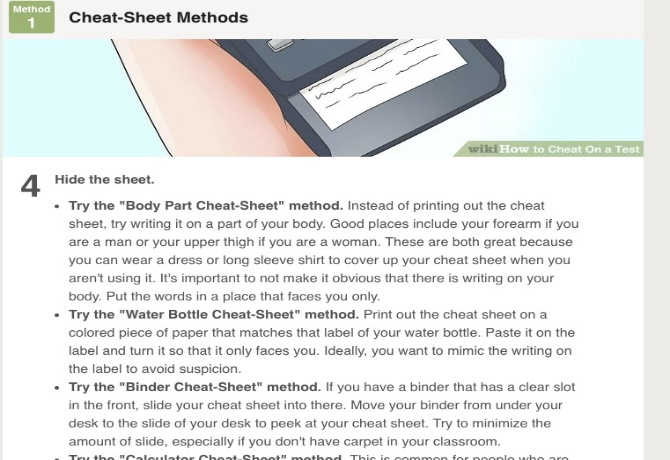 Method
1
Cheat-Sheet Methods
wikiHow to Cheat On a Test
4
Hide the sheet.
• Try the "Body Part Cheat-Sheet" method. Instead of printing out the cheat
sheet, try writing it on a part of your body. Good places include your forearm if you
are a man or your upper thigh if you are a woman. These are both great because
you can wear a dress or long sleeve shirt to cover up your cheat sheet when you
aren't using it. It's important to not make it obvious that there is writing on your
body. Put the words in a place that faces you only.
• Try the "Water Bottle Cheat-Sheet" method. Print out the cheat sheet on a
colored piece of paper that matches that label of your water bottle. Paste it on the
label and turn it so that it only faces you. Ideally, you want to mimic the writing on
the label to avoid suspicion.
• Try the "Binder Cheat-Sheet" method. If you have a binder that has a clear slot
in the front, slide your cheat sheet into there. Move your binder from under your
desk to the slide of your desk to peek at your cheat sheet. Try to minimize the
amount of slide, especially if you don't have carpet in your classroom.
• Try the "Calculator Cheat-Sheet" method. This is common for people who are